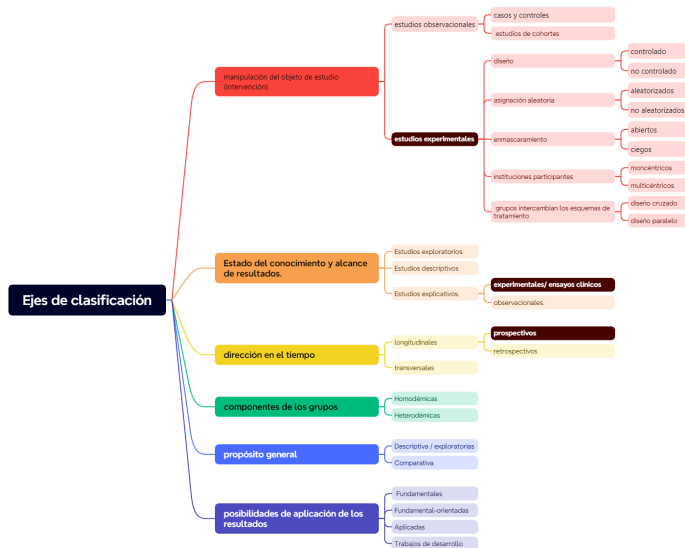 Ejes de clasificación
manipulación del objeto de estudio
(intervención)
estudios observacionales
casos y controles
estudios de cohortes
estudios experimentales
diseño
controlado
no controlado
asignación aleatoria
aleatorizados
no aleatorizados
enmascaramiento
abiertos
ciegos
instituciones participantes
moncéntricos
multicéntricos
grupos intercambian los esquemas de
tratamiento
diseño cruzado
diseño paralelo
Estado del conocimiento y alcance
de resultados.
Estudios exploratorios.
Estudios descriptivos
Estudios explicativos.
experimentales/ ensayos clínicos
observacionales.
dirección en el tiempo
longitudinales
prospectivos
retrospectivos
transversales
componentes de los grupos
Homodémicas
Heterodémicas
propósito general
Descriptiva / exploratorias
Comparativa
posibilidades de aplicación de los
resultados
Fundamentales
Fundamental-orientadas
Aplicadas
Trabajos de desarrollo